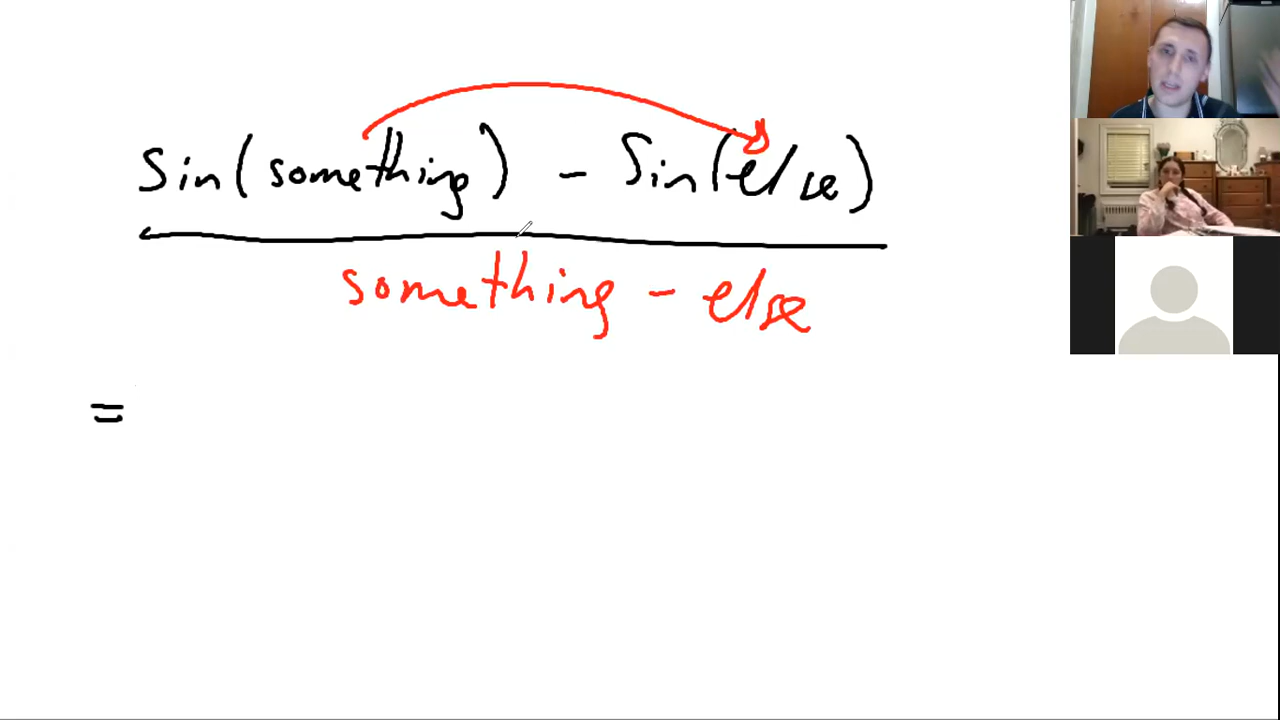 Sin(something) - Sin(else)
something - else
=